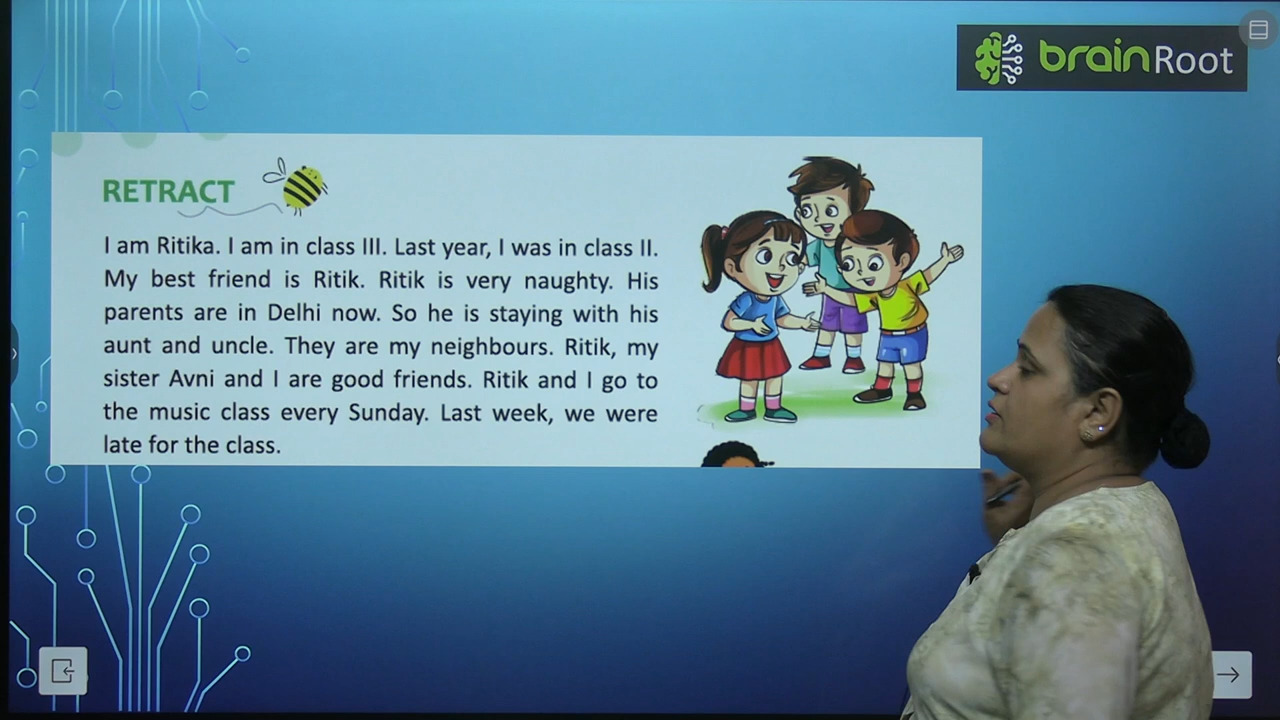 brainRoot
RETRACT
I am Ritika. I am in class III. Last year, I was in class II.
My best friend is Ritik. Ritik is very naughty. His
parents are in Delhi now. So he is staying with his
aunt and uncle. They are my neighbours. Ritik, my
sister Avni and I are good friends. Ritik and I go to
the music class every Sunday. Last week, we were
late for the class.